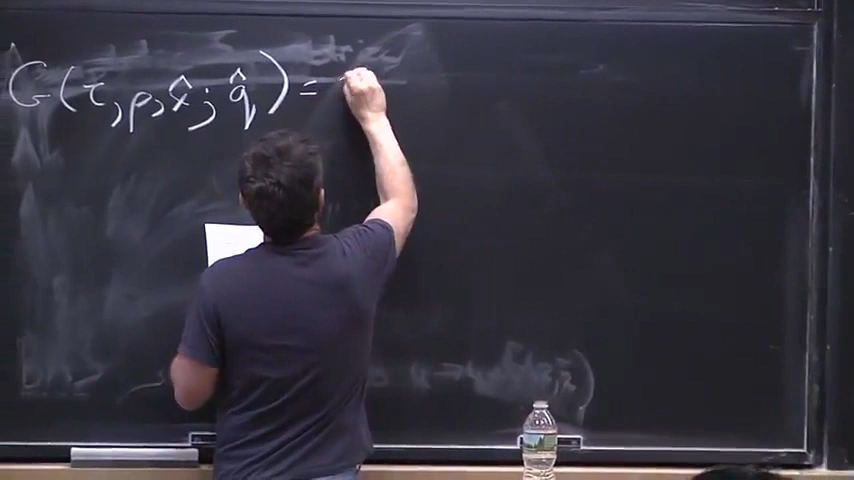 G(τ, ρ, x̂; q̂) =